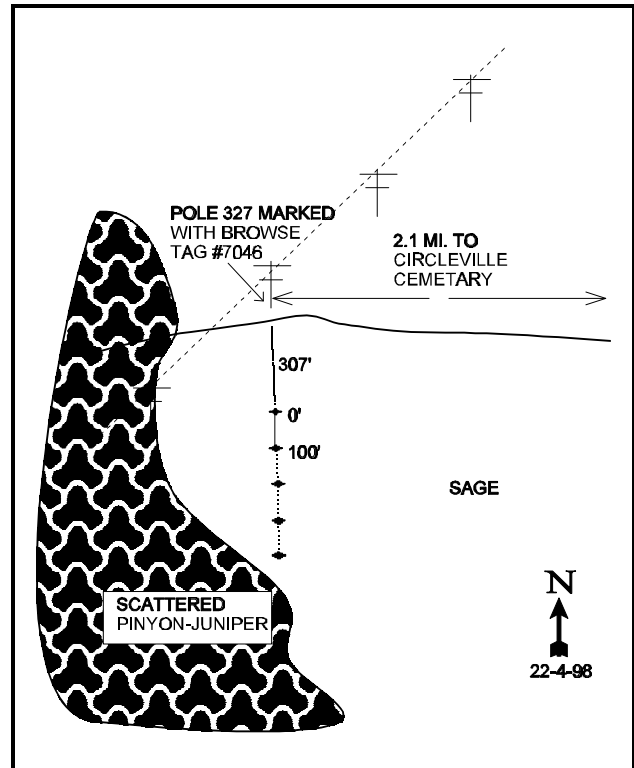 POLE 327 MARKED
WITH BROWSE
TAG #7046
2.1 MI. TO
CIRCLEVILLE
CEMETARY
307'
0'
100'
SAGE
SCATTERED
PINYON-JUNIPER
N
22-4-98